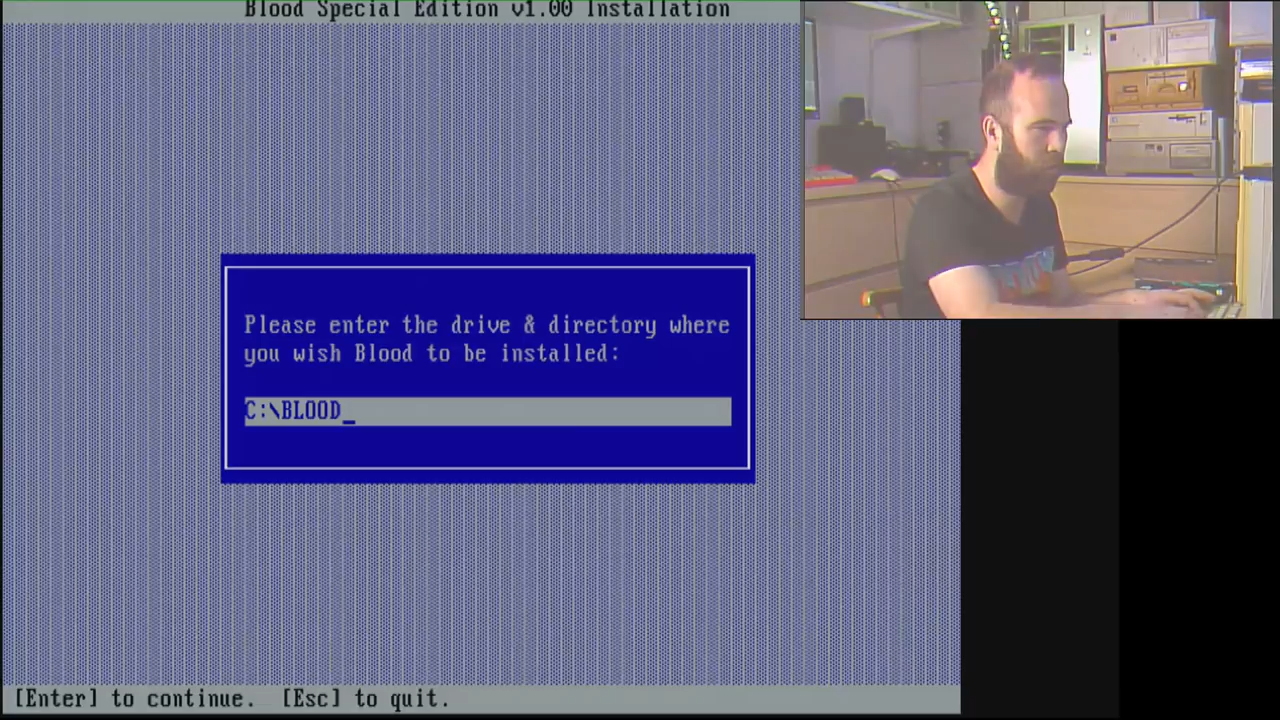 Blood Special Edition v1.00 Installation
Please enter the drive & directory where
you wish Blood to be installed:
C:\BLOOD_
[Enter] to continue.  [Esc] to quit.